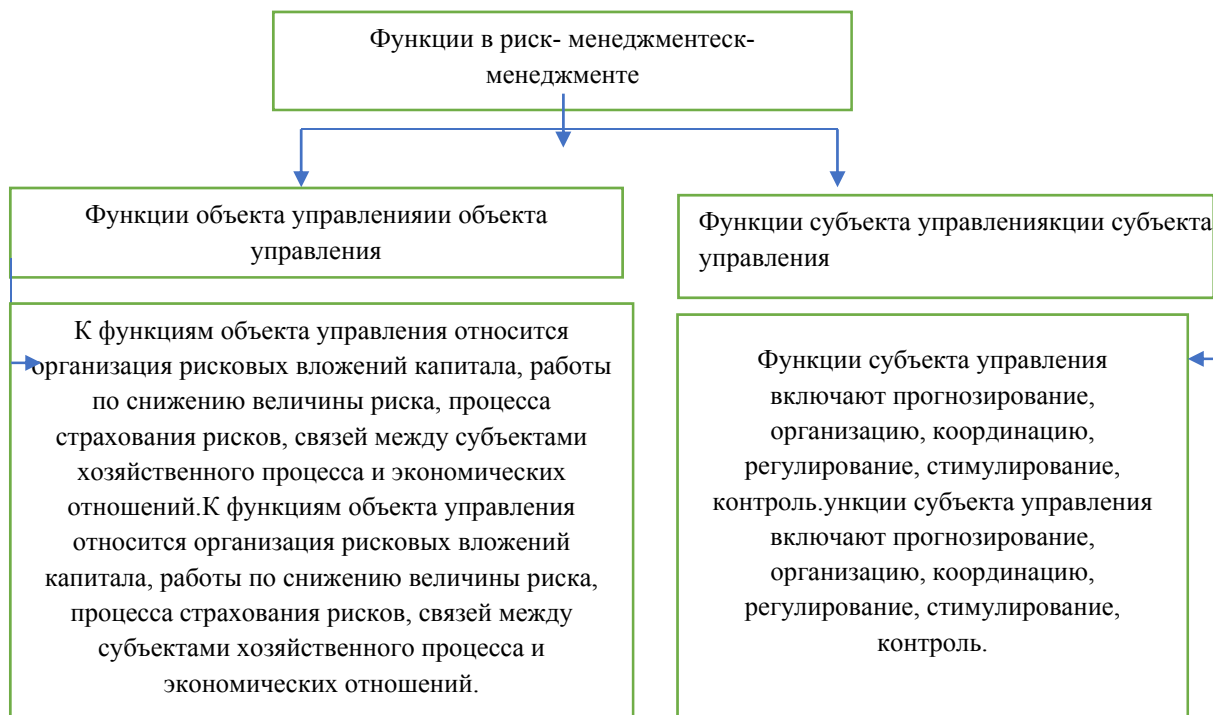 Функции в риск- менеджментеск-
менеджменте
Функции объекта управленияии объекта
управления
Функции субъекта управлениякции субъекта
управления
К функциям объекта управления относится
организация рисковых вложений капитала, работы
по снижению величины риска, процесса
страхования рисков, связей между субъектами
хозяйственного процесса и экономических
отношений.К функциям объекта управления
относится организация рисковых вложений
капитала, работы по снижению величины риска,
процесса страхования рисков, связей между
субъектами хозяйственного процесса и
экономических отношений.
Функции субъекта управления
включают прогнозирование,
организацию, координацию,
регулирование, стимулирование,
контроль.ункции субъекта управления
включают прогнозирование,
организацию, координацию,
регулирование, стимулирование,
контроль.